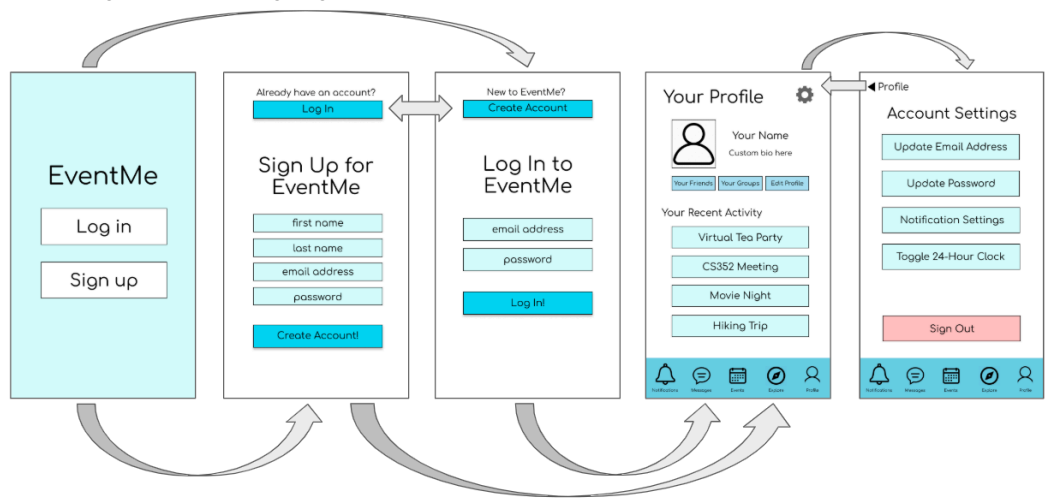 EventMe
Log in
Sign up
Already have an account?
Log In
Sign Up for
EventMe
first name
last name
email address
password
Create Account!
New to EventMe?
Create Account
Log In to
EventMe
email address
password
Log In!
Your Profile
Your Name
Custom bio here
Your Friends
Your Groups
Edit Profile
Your Recent Activity
Virtual Tea Party
CS352 Meeting
Movie Night
Hiking Trip
Notifications
Messages
Events
Explore
Profile
Profile
Account Settings
Update Email Address
Update Password
Notification Settings
Toggle 24-Hour Clock
Sign Out
Notifications
Messages
Events
Explore
Profile